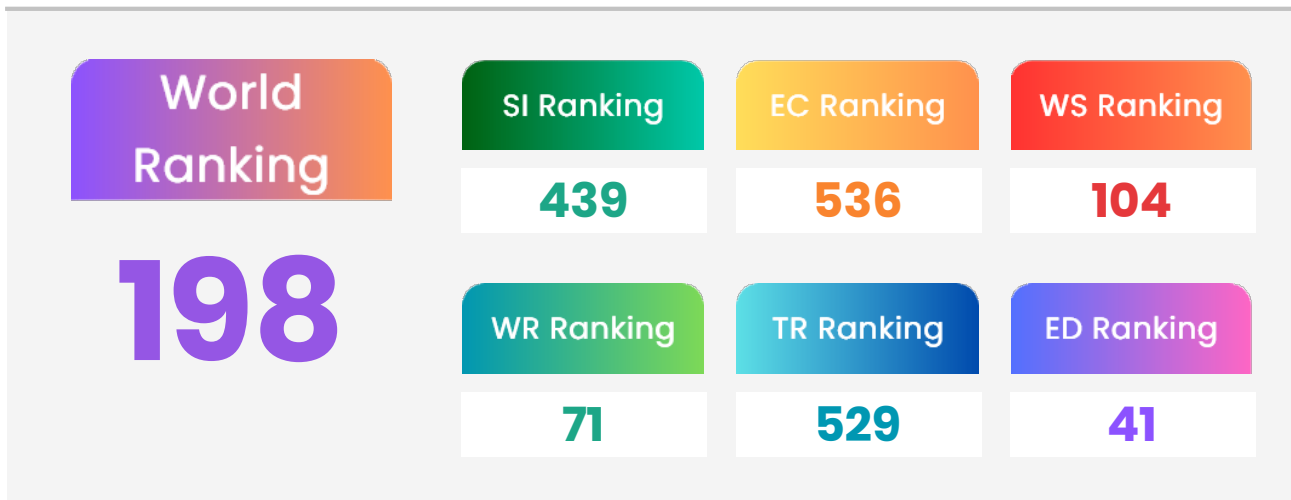 World
Ranking
198
SI Ranking
439
EC Ranking
536
WS Ranking
104
WR Ranking
71
TR Ranking
529
ED Ranking
41